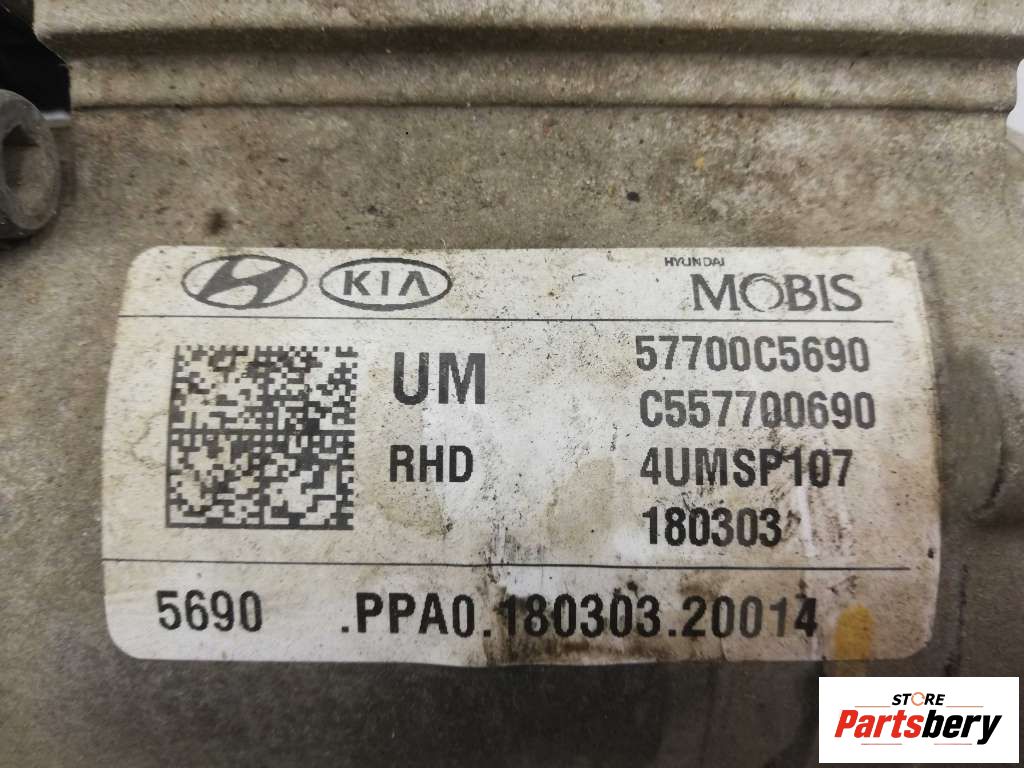 KIA
HYUNDAI
MOBIS
UM
57700C5690
C557700690
RHD
4UMSP107
180303
5690 .PPA0.180303.20014
STORE
Partsbery